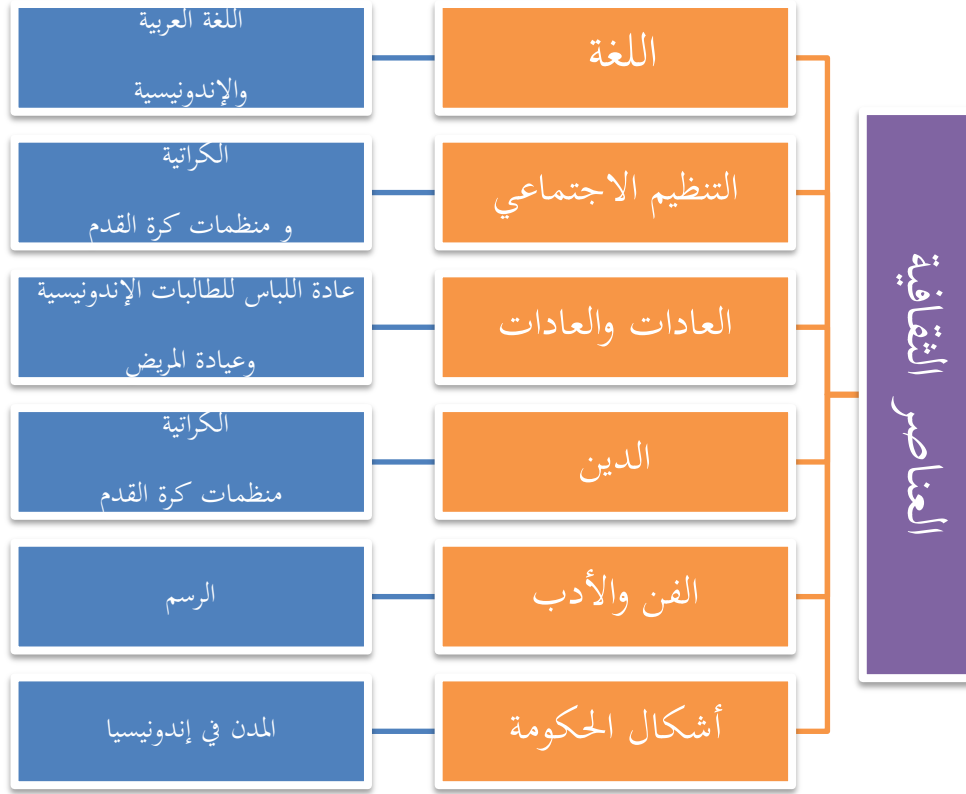 العناصر الثقافية
اللغة
اللغة العربية
والإندونيسية
التنظيم الاجتماعي
الكراتية
و منظمات كرة القدم
العادات والعادات
عادة اللباس للطالبات الإندونيسية
وعيادة المريض
الدين
الكراتية
منظمات كرة القدم
الفن والأدب
الرسم
أشكال الحكومة
المدن في إندونيسيا